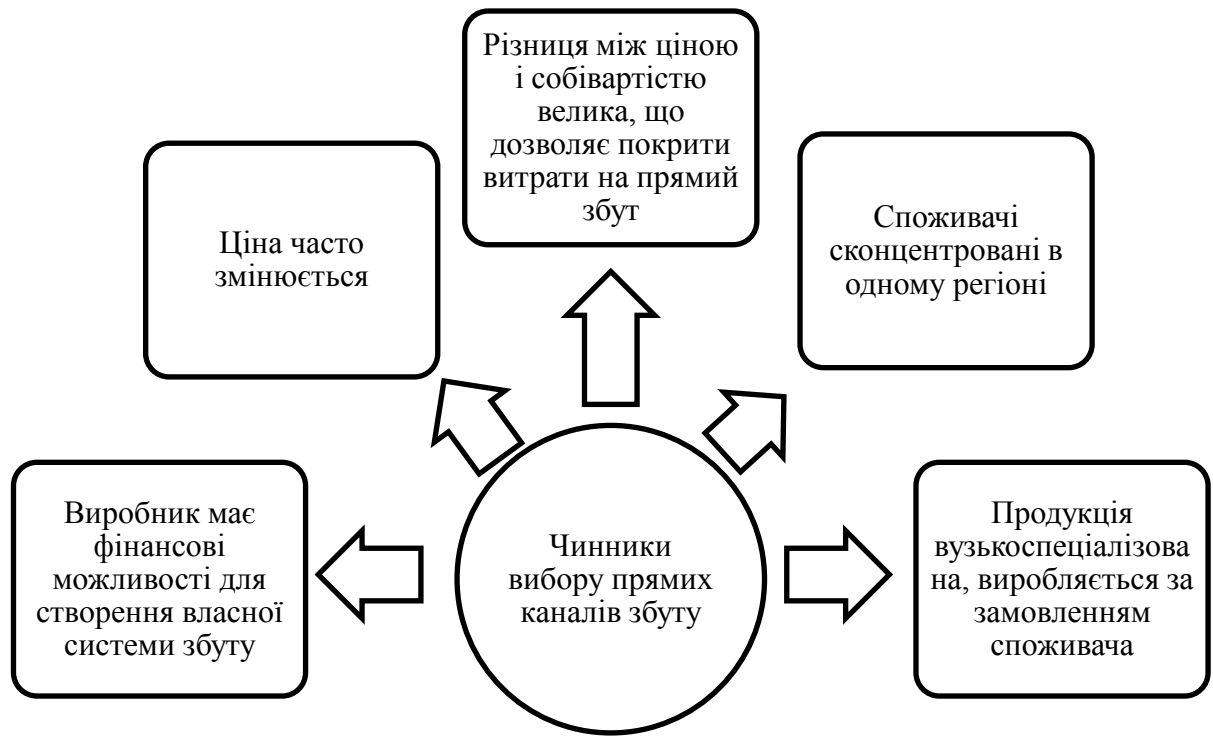 Різниця між ціною
і собівартістю
велика, що
дозволяє покрити
витрати на прямий
збут
Ціна часто
змінюється
Споживачі
сконцентровані в
одному регіоні
Виробник має
фінансові
можливості для
створення власної
системи збуту
Чинники
вибору прямих
каналів збуту
Продукція
вузькоспеціалізова
на, виробляється за
замовленням
споживача